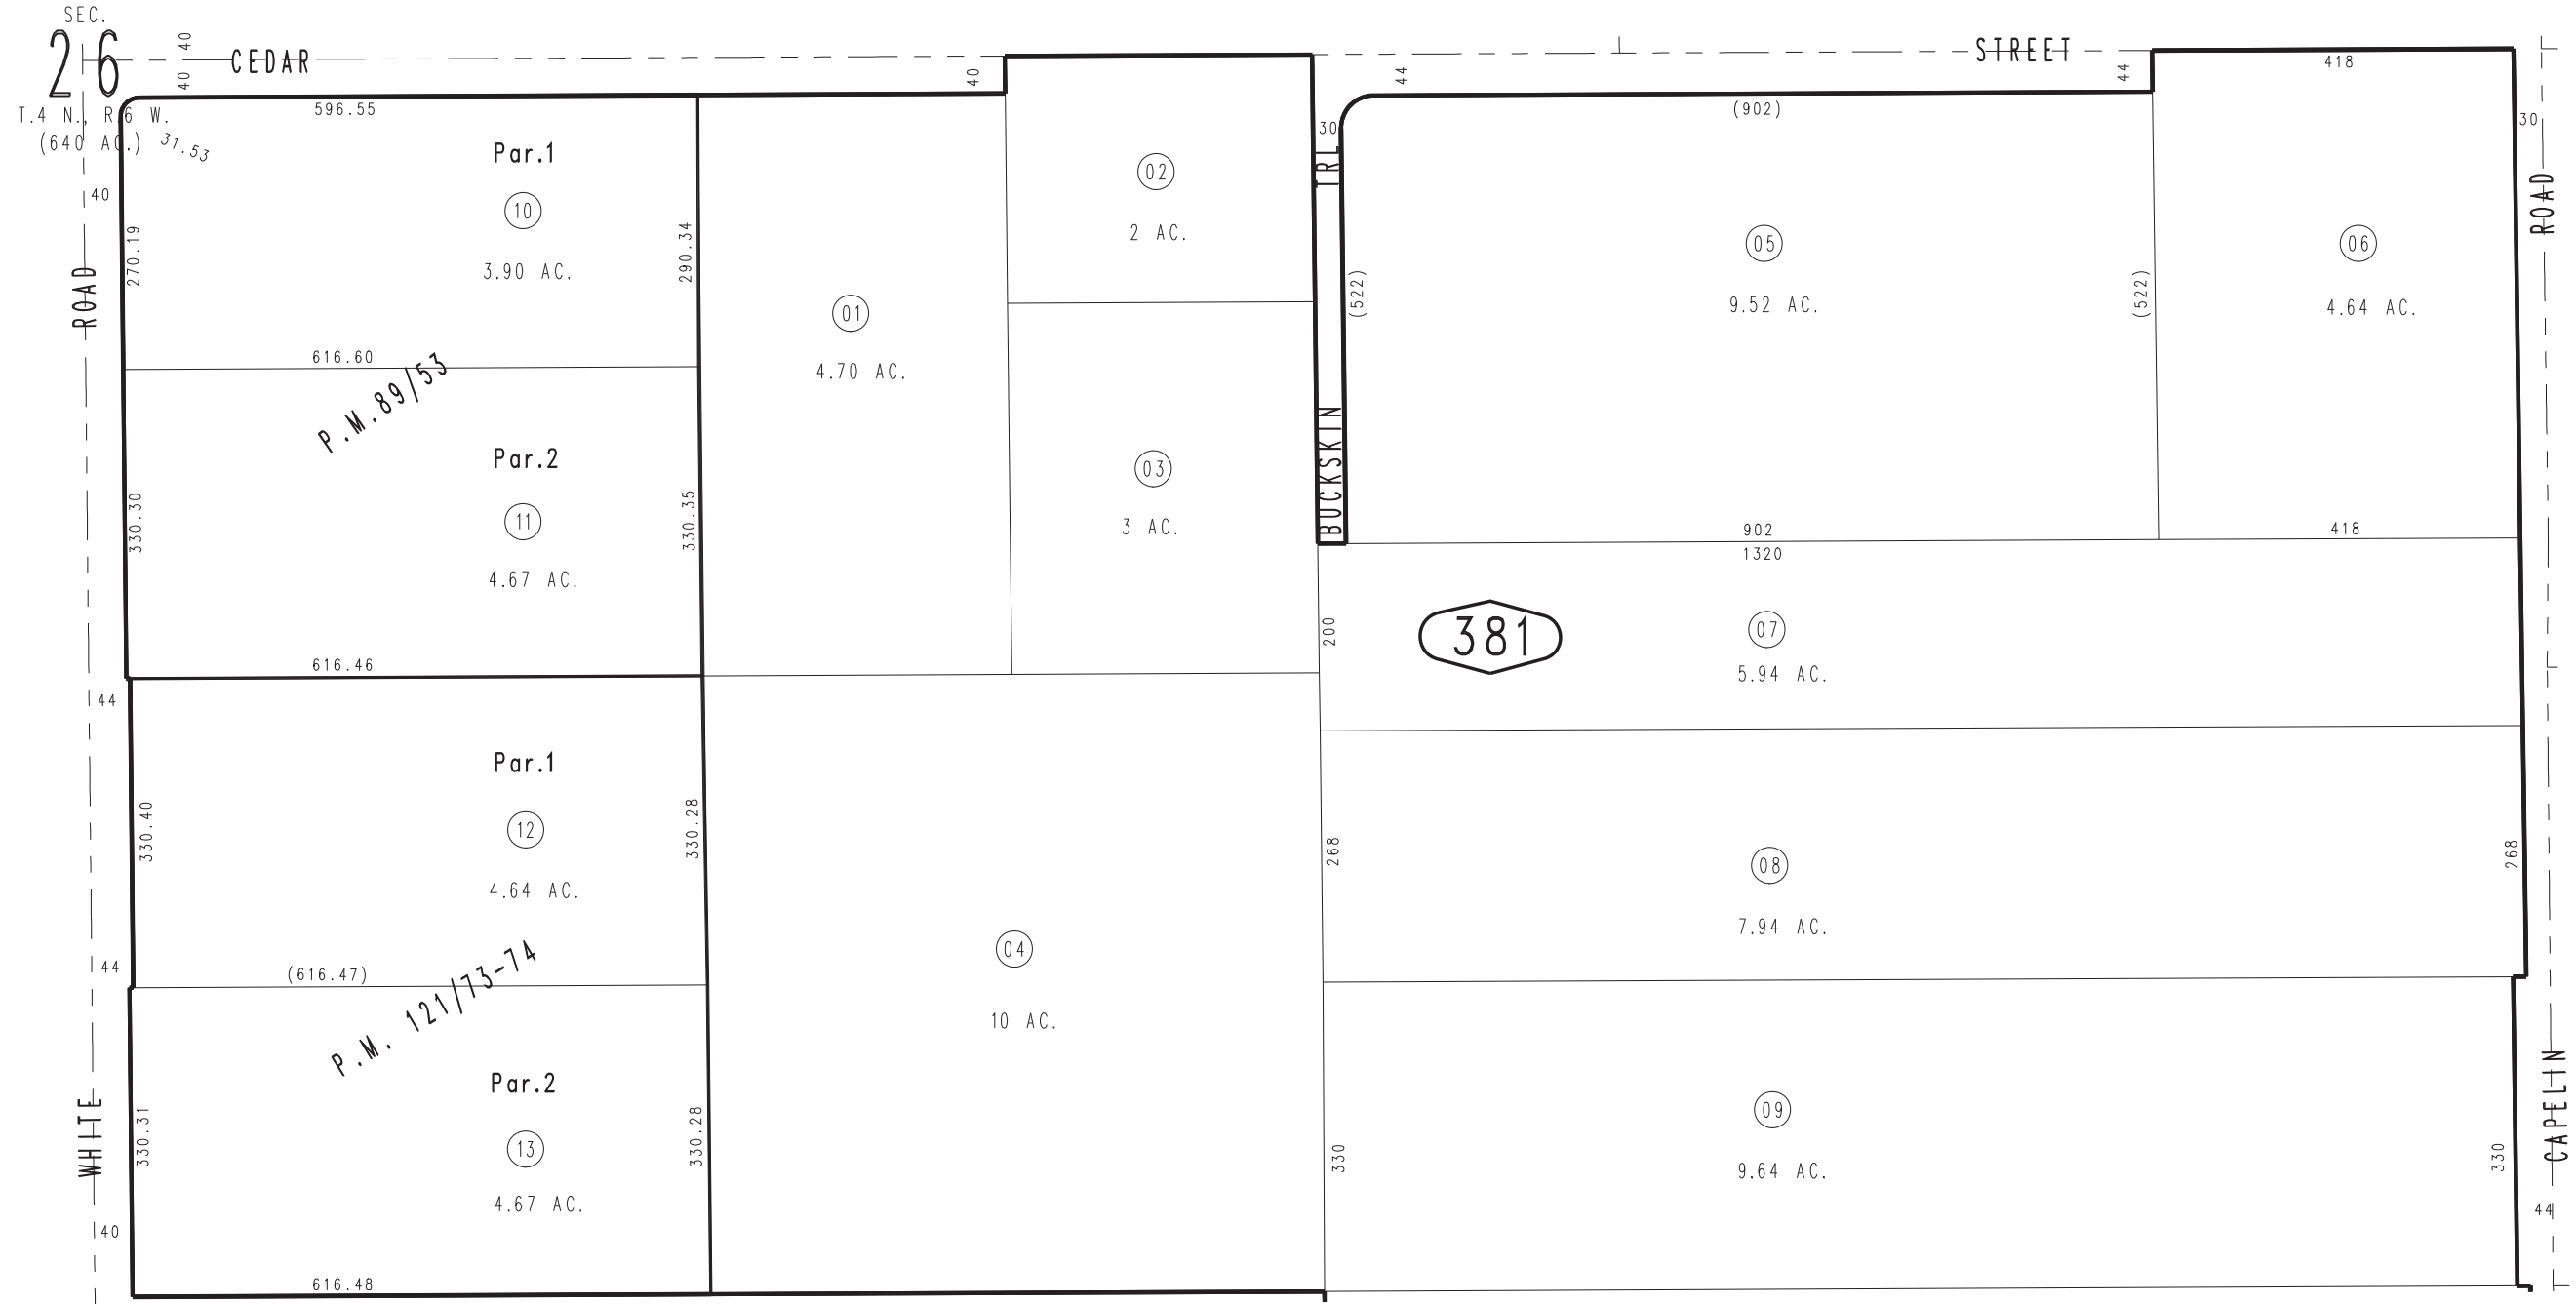 SEC.
26
T.4 N., R.6 W.
(640 AC.)
40
40
CEDAR
40
44
STREET
44
418
596.55
31.53
(902)
30
30
TRL
ROAD
40
Par.1
10
3.90 AC.
270.19
290.34
02
2 AC.
01
4.70 AC.
(522)
05
9.52 AC.
(522)
06
4.64 AC.
ROAD
616.60
P.M.89/53
Par.2
11
4.67 AC.
330.30
330.35
03
3 AC.
BUCKSKIN
902
418
1320
616.46
44
200
381
07
5.94 AC.
Par.1
12
4.64 AC.
330.40
330.28
268
08
7.94 AC.
268
44
(616.47)
P.M. 121/73-74
04
10 AC.
Par.2
13
4.67 AC.
330.31
330.28
WHITE
40
330
09
9.64 AC.
330
CAPELIN
44
616.48